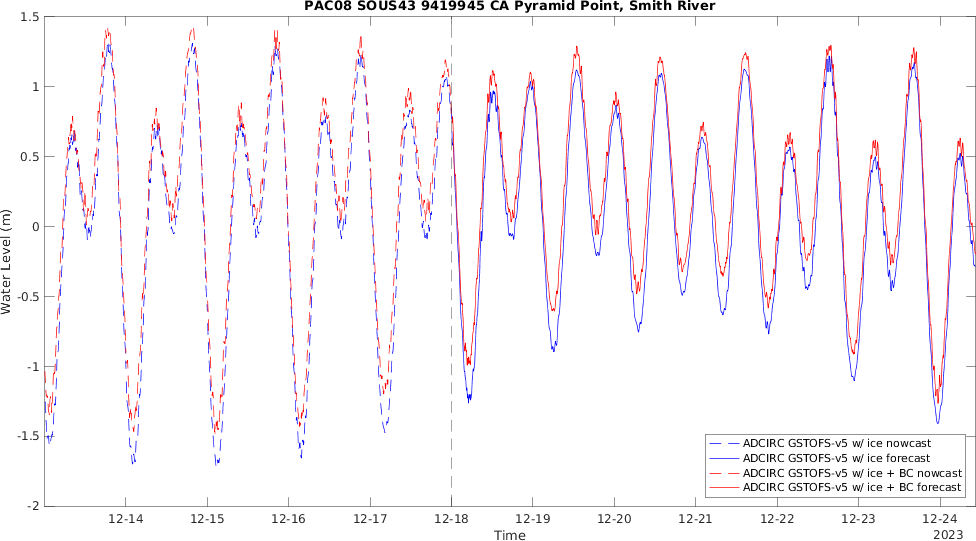 PAC08 SOUS43 9419945 CA Pyramid Point, Smith River
1.5
1
0.5
0
-0.5
-1
-1.5
-2
Water Level (m)
12-14 12-15 12-16 12-17 12-18 12-19 12-20 12-21 12-22 12-23 12-24
2023
Time
ADCIRC GSTOFS-v5 w/ ice nowcast
ADCIRC GSTOFS-v5 w/ ice forecast
ADCIRC GSTOFS-v5 w/ ice + BC nowcast
ADCIRC GSTOFS-v5 w/ ice + BC forecast